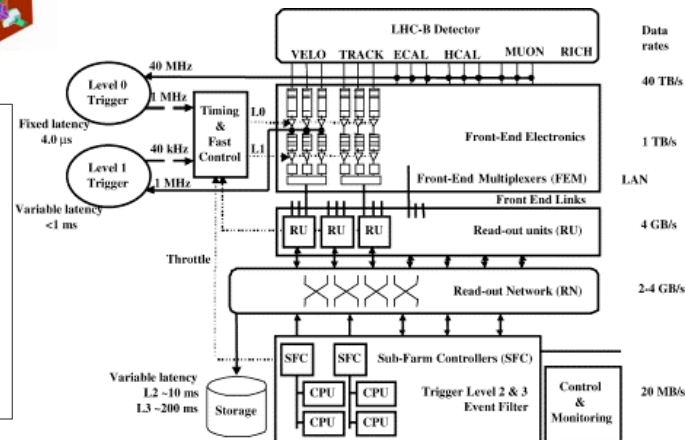 LHC-B Detector
Data
rates
VELO TRACK ECAL HCAL MUON RICH
40 MHz
40 TB/s
Level 0
Trigger
1 MHz
Timing
&
Fast
Control
L0
L1
Front-End Electronics
1 TB/s
Fixed latency
4.0 μs
40 kHz
Level 1
Trigger
1 MHz
Front-End Multiplexers (FEM)
LAN
Front End Links
Variable latency
<1 ms
RU RU RU
Read-out units (RU)
4 GB/s
Throttle
Read-out Network (RN)
2-4 GB/s
SFC SFC
Sub-Farm Controllers (SFC)
Variable latency
L2 ~10 ms
L3 ~200 ms
Storage
CPU CPU
CPU CPU
Trigger Level 2 & 3
Event Filter
Control
&
Monitoring
20 MB/s